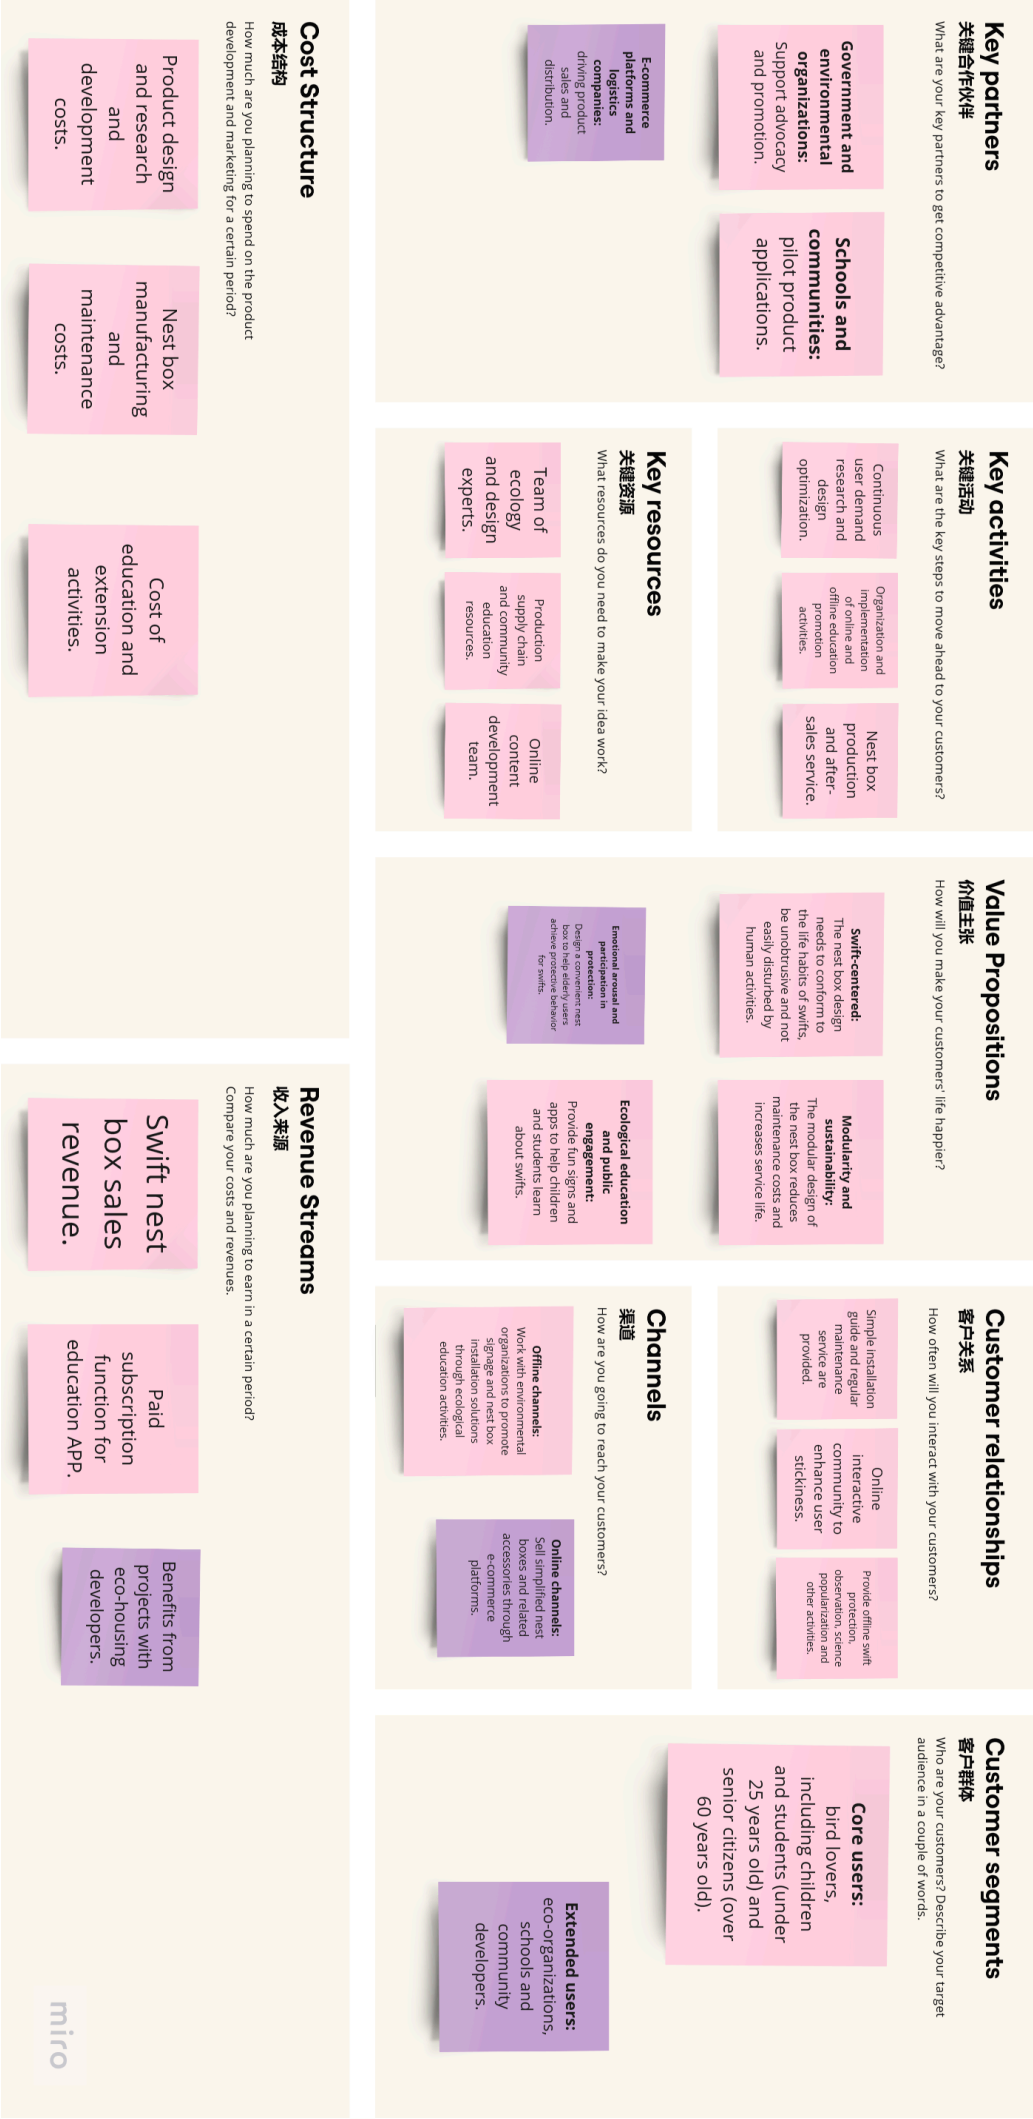 Key partners
关键合作伙伴
What are your key partners to get competitive advantage?
Government and
environmental
organizations:
Support advocacy
and promotion.
Schools and
communities:
pilot product
applications.
E-commerce
platforms and
logistics
companies:
driving product
sales and
distribution.
Key activities
关键活动
What are the key steps to move ahead to your customers?
Continuous
user demand
research and
design
optimization.
Organization and
implementation
of online and
offline education
promotion
activities.
Nest box
production
and after-
sales service.
Key resources
关键资源
What resources do you need to make your idea work?
Team of
ecology
and design
experts.
Production
supply chain
and community
education
resources.
Online
content
development
team.
Value Propositions
价值主张
How will you make your customers' life happier?
Swift-centered:
The nest box design
needs to conform to
the life habits of swifts,
be unobtrusive and not
easily disturbed by
human activities.
Modularity and
sustainability:
The modular design of
the nest box reduces
maintenance costs and
increases service life.
Emotional arousal and
participation in
protection:
Design a convenient nest
box to help elderly users
achieve protective behavior
for swifts.
Ecological education
and public
engagement:
Provide fun signs and
apps to help children
and students learn
about swifts.
Customer relationships
客户关系
How often will you interact with your customers?
Simple installation
guide and regular
maintenance
service are
provided.
Online
interactive
community to
enhance user
stickiness.
Provide offline swift
protection,
observation, science
popularization and
other activities.
Channels
渠道
How are you going to reach your customers?
Offline channels:
Work with environmental
organizations to promote
signage and nest box
installation solutions
through ecological
education activities.
Online channels:
Sell simplified nest
boxes and related
accessories through
e-commerce
platforms.
Customer segments
客户群体
Who are your customers? Describe your target
audience in a couple of words.
Core users:
bird lovers,
including children
and students (under
25 years old) and
senior citizens (over
60 years old).
Extended users:
eco-organizations,
schools and
community
developers.
Cost Structure
成本结构
How much are you planning to spend on the product
development and marketing for a certain period?
Product design
and research
and
development
costs.
Nest box
manufacturing
and
maintenance
costs.
Cost of
education and
extension
activities.
Revenue Streams
收入来源
How much are you planning to earn in a certain period?
Compare your costs and revenues.
Swift nest
box sales
revenue.
Paid
subscription
function for
education APP.
Benefits from
projects with
eco-housing
developers.
miro